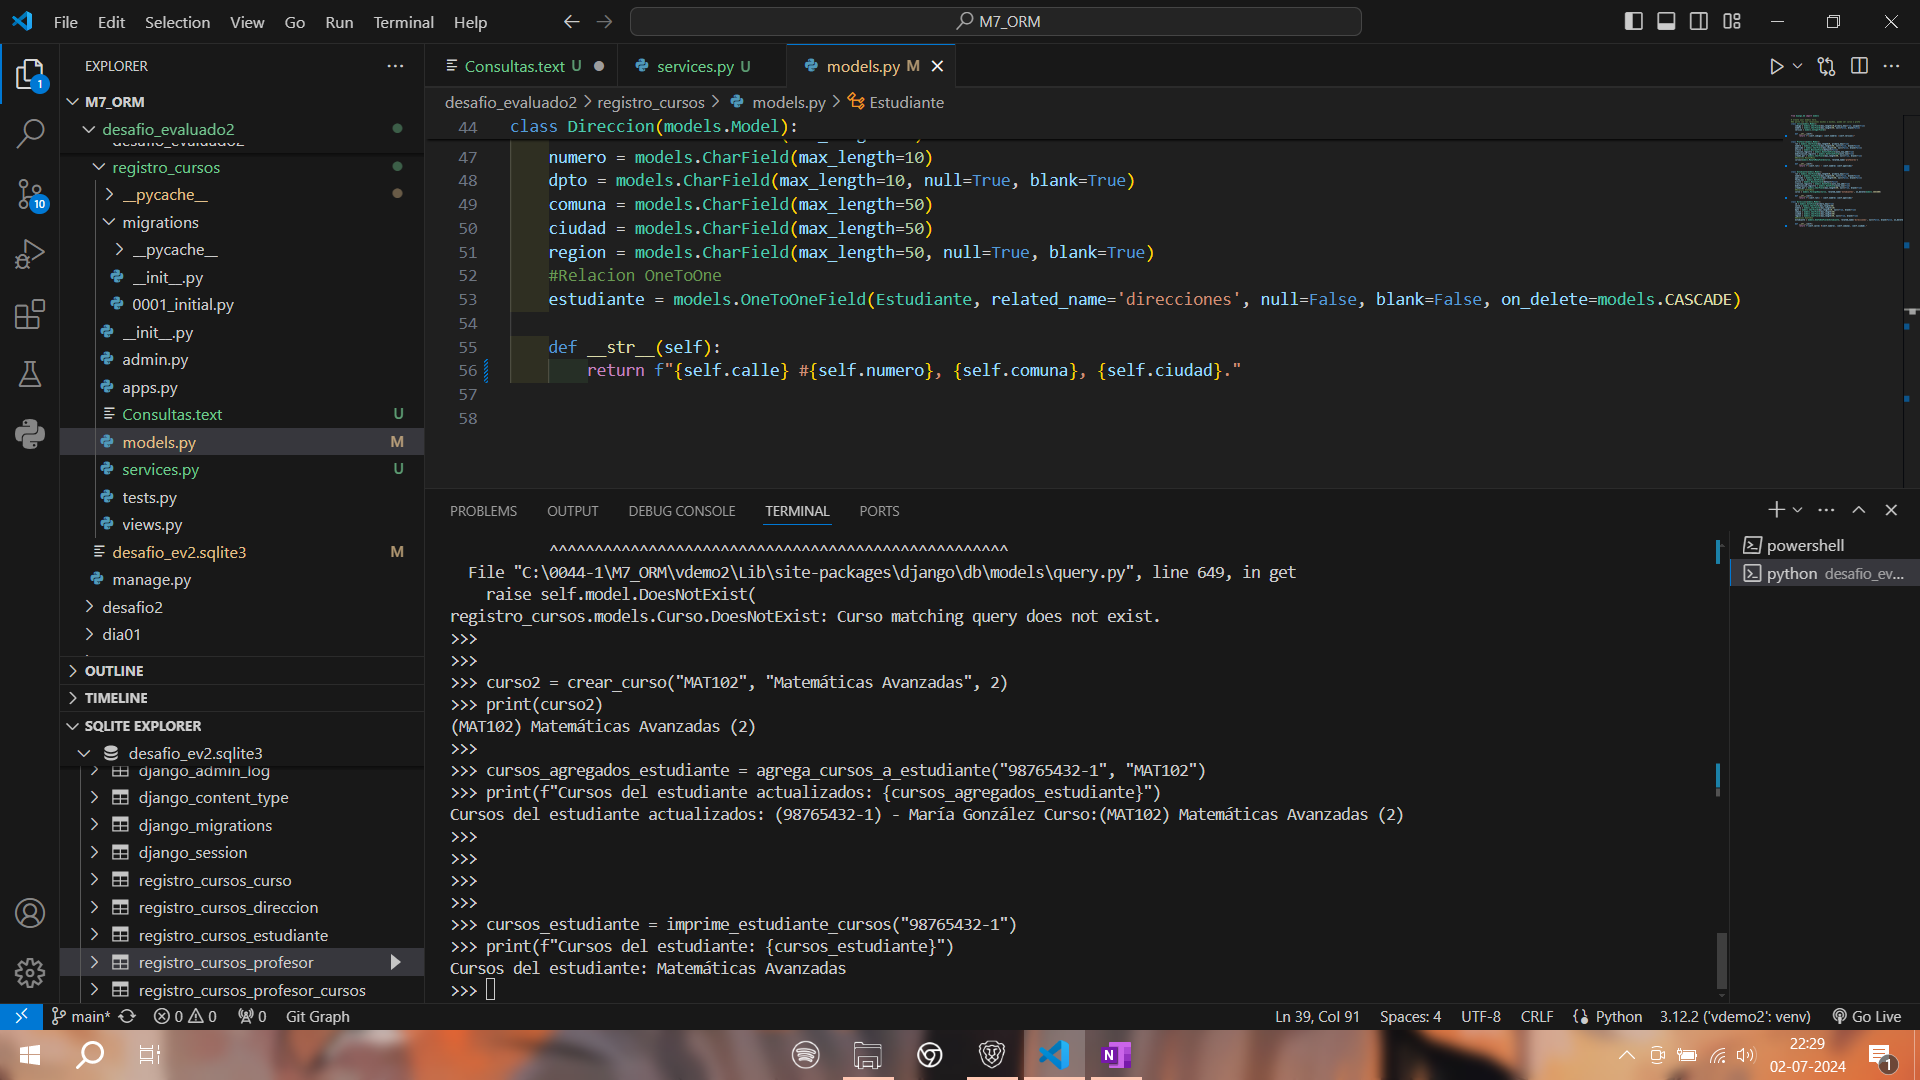 File Edit Selection View Go Run Terminal Help
M7_ORM
EXPLORER
M7_ORM
desafio_evaluado2
desafio_evaluado2
registro_cursos
__pycache__
migrations
__pycache__
__init__.py
0001_initial.py
__init__.py
admin.py
apps.py
Consultas.text U
models.py M
services.py U
tests.py
views.py
desafio_ev2.sqlite3 M
manage.py
desafio2
dia01
OUTLINE
TIMELINE
SQLITE EXPLORER
desafio_ev2.sqlite3
django_admin_log
django_content_type
django_migrations
django_session
registro_cursos_curso
registro_cursos_direccion
registro_cursos_estudiante
registro_cursos_profesor
registro_cursos_profesor_cursos
1
10
Consultas.text U
services.py U
models.py M
desafio_evaluado2 > registro_cursos > models.py > Estudiante
44 class Direccion(models.Model):
47 numero = models.CharField(max_length=10)
48 dpto = models.CharField(max_length=10, null=True, blank=True)
49 comuna = models.CharField(max_length=50)
50 ciudad = models.CharField(max_length=50)
51 region = models.CharField(max_length=50, null=True, blank=True)
52 #Relacion OneToOne
53 estudiante = models.OneToOneField(Estudiante, related_name='direcciones', null=False, blank=False, on_delete=models.CASCADE)
54
55 def __str__(self):
56 return f"{self.calle} #{self.numero}, {self.comuna}, {self.ciudad}."
57
58
PROBLEMS OUTPUT DEBUG CONSOLE TERMINAL PORTS
^^^^^^^^^^^^^^^^^^^^^^^^^^^^^^^^^^^^^^^^^^^^^^^^^^^
File "C:\0044-1\M7_ORM\vdemo2\Lib\site-packages\django\db\models\query.py", line 649, in get
raise self.model.DoesNotExist(
registro_cursos.models.Curso.DoesNotExist: Curso matching query does not exist.
>>>
>>>
>>> curso2 = crear_curso("MAT102", "Matemáticas Avanzadas", 2)
>>> print(curso2)
(MAT102) Matemáticas Avanzadas (2)
>>>
>>> cursos_agregados_estudiante = agrega_cursos_a_estudiante("98765432-1", "MAT102")
>>> print(f"Cursos del estudiante actualizados: {cursos_agregados_estudiante}")
Cursos del estudiante actualizados: (98765432-1) - María González Curso:(MAT102) Matemáticas Avanzadas (2)
>>>
>>>
>>>
>>>
>>> cursos_estudiante = imprime_estudiante_cursos("98765432-1")
>>> print(f"Cursos del estudiante: {cursos_estudiante}")
Cursos del estudiante: Matemáticas Avanzadas
>>>
powershell
python desafio_ev...
main* 0 0 0 Git Graph
Ln 39, Col 91 Spaces: 4 UTF-8 CRLF Python 3.12.2 ('vdemo2': venv) Go Live
22:29
02-07-2024
1